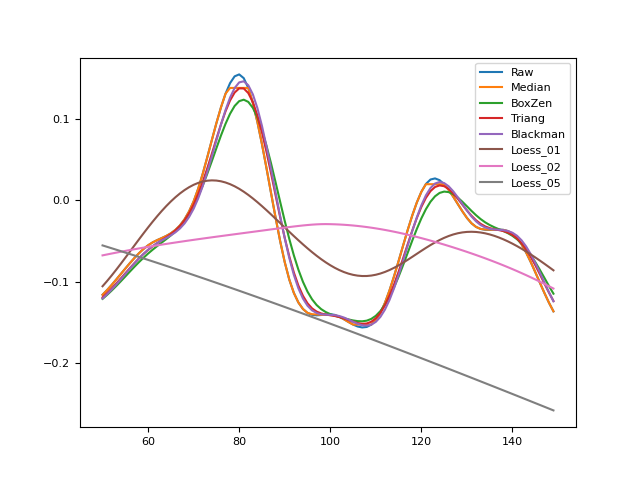 Raw
Median
BoxZen
Triang
Blackman
Loess_01
Loess_02
Loess_05
0.1
0.0
−0.1
−0.2
60 80 100 120 140